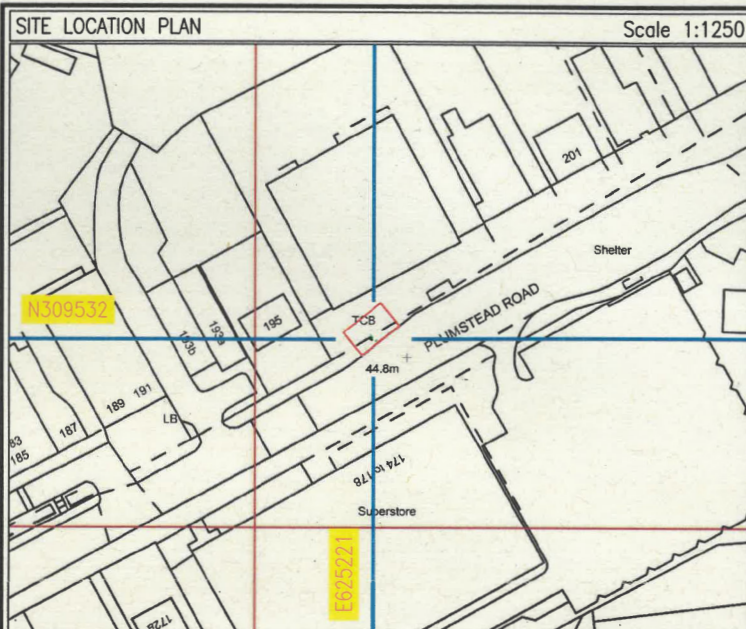 SITE LOCATION PLAN
Scale 1:1250
201
Shelter
N309532
TCB
PLUMSTEAD ROAD
195
193a
193b
44.8m
191
189
LB
187
83
185
174 to 178
Superstore
E625221
172a